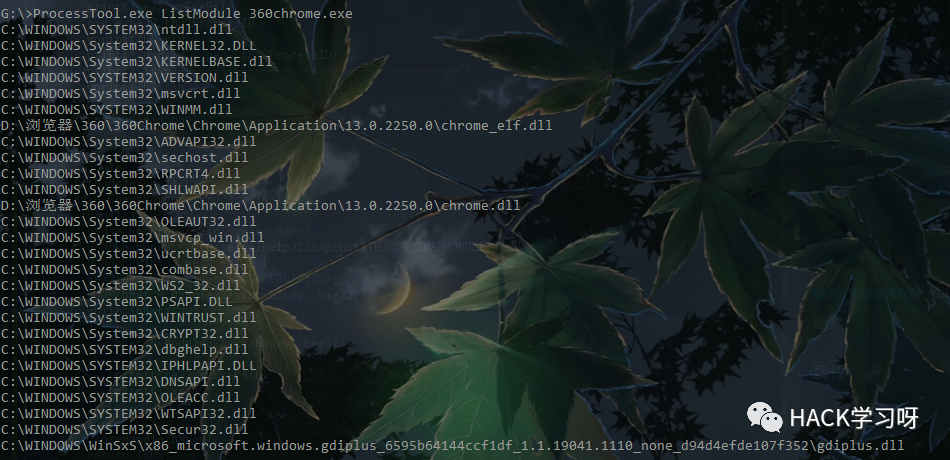 G:\>ProcessTool.exe ListModule 360chrome.exe
C:\WINDOWS\SYSTEM32\ntdll.dll
C:\WINDOWS\System32\KERNEL32.DLL
C:\WINDOWS\System32\KERNELBASE.dll
C:\WINDOWS\SYSTEM32\VERSION.dll
C:\WINDOWS\System32\msvcrt.dll
C:\WINDOWS\SYSTEM32\WINMM.dll
D:\浏览器\360\360Chrome\Chrome\Application\13.0.2250.0\chrome_elf.dll
C:\WINDOWS\System32\ADVAPI32.dll
C:\WINDOWS\System32\sechost.dll
C:\WINDOWS\System32\RPCRT4.dll
C:\WINDOWS\System32\SHLWAPI.dll
D:\浏览器\360\360Chrome\Chrome\Application\13.0.2250.0\chrome.dll
C:\WINDOWS\System32\OLEAUT32.dll
C:\WINDOWS\System32\msvcp_win.dll
C:\WINDOWS\System32\ucrtbase.dll
C:\WINDOWS\System32\combase.dll
C:\WINDOWS\System32\WS2_32.dll
C:\WINDOWS\System32\PSAPI.DLL
C:\WINDOWS\System32\WINTRUST.dll
C:\WINDOWS\System32\CRYPT32.dll
C:\WINDOWS\SYSTEM32\dbghelp.dll
C:\WINDOWS\SYSTEM32\IPHLPAPI.DLL
C:\WINDOWS\SYSTEM32\DNSAPI.dll
C:\WINDOWS\SYSTEM32\OLEACC.dll
C:\WINDOWS\SYSTEM32\WTSAPI32.dll
C:\WINDOWS\SYSTEM32\Secur32.dll
C:\WINDOWS\WinSxS\x86_microsoft.windows.gdiplus_6595b64144ccf1df_1.1.19041.1110_none_d94d4efde107f352\gdiplus.dll
HACK学习呀